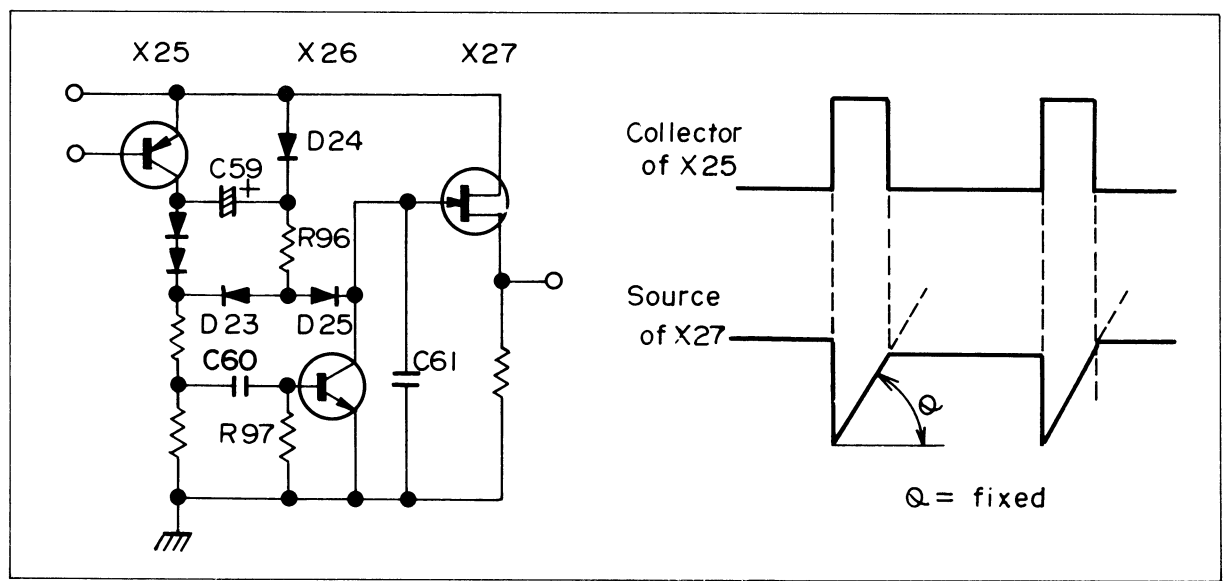 X25 X26 X27
D24
C59
+
R96
D23 D25
C60
C61
R97
Collector
of X25
Source
of X27
θ
θ = fixed